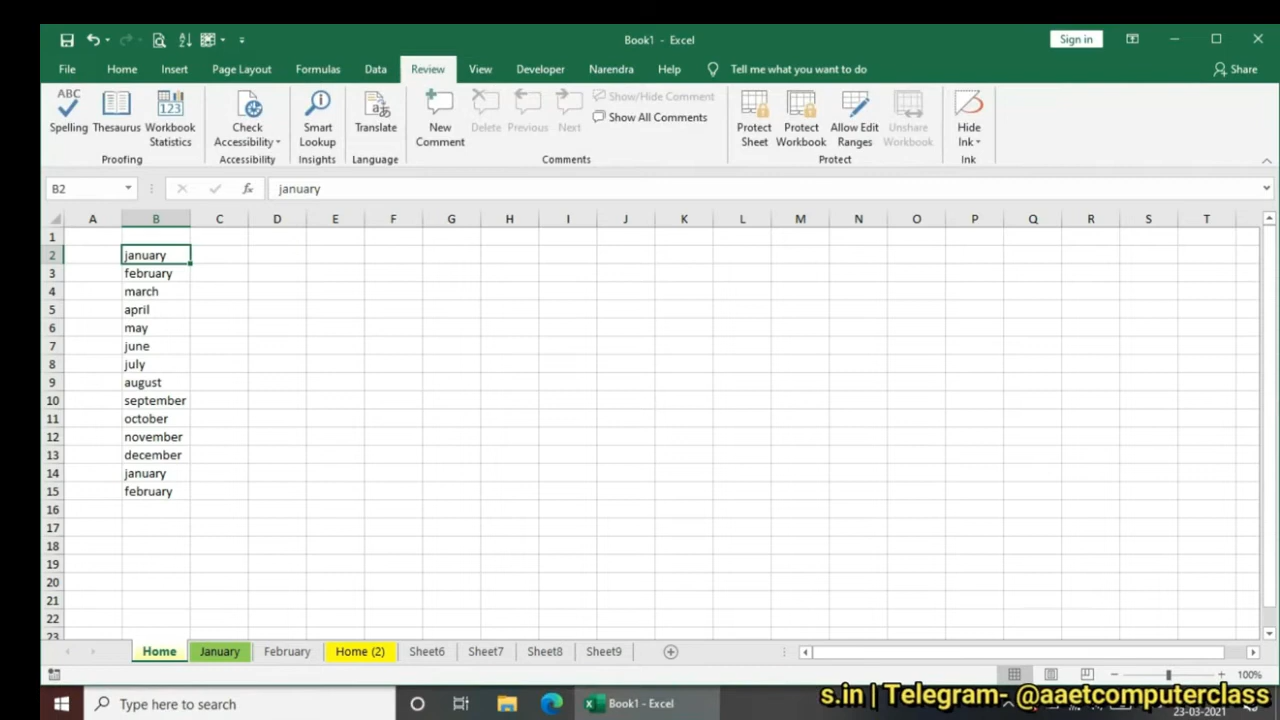 Book1 - Excel
Sign in
File Home Insert Page Layout Formulas Data Review View Developer Narendra Help Tell me what you want to do Share
ABC
Spelling
Thesaurus
123
Workbook
Statistics
Check
Accessibility
Smart
Lookup
Translate
New
Comment
Delete
Previous
Next
Show/Hide Comment
Show All Comments
Protect
Sheet
Protect
Workbook
Allow Edit
Ranges
Unshare
Workbook
Hide
Ink
Proofing Accessibility Insights Language Comments Protect Ink
B2 fx january
A B C D E F G H I J K L M N O P Q R S T
1
2 january
3 february
4 march
5 april
6 may
7 june
8 july
9 august
10 september
11 october
12 november
13 december
14 january
15 february
16
17
18
19
20
21
22
23
Home January February Home (2) Sheet6 Sheet7 Sheet8 Sheet9
100%
Type here to search
Book1 - Excel
s.in | Telegram- @aaetcomputerclass
23-03-2021